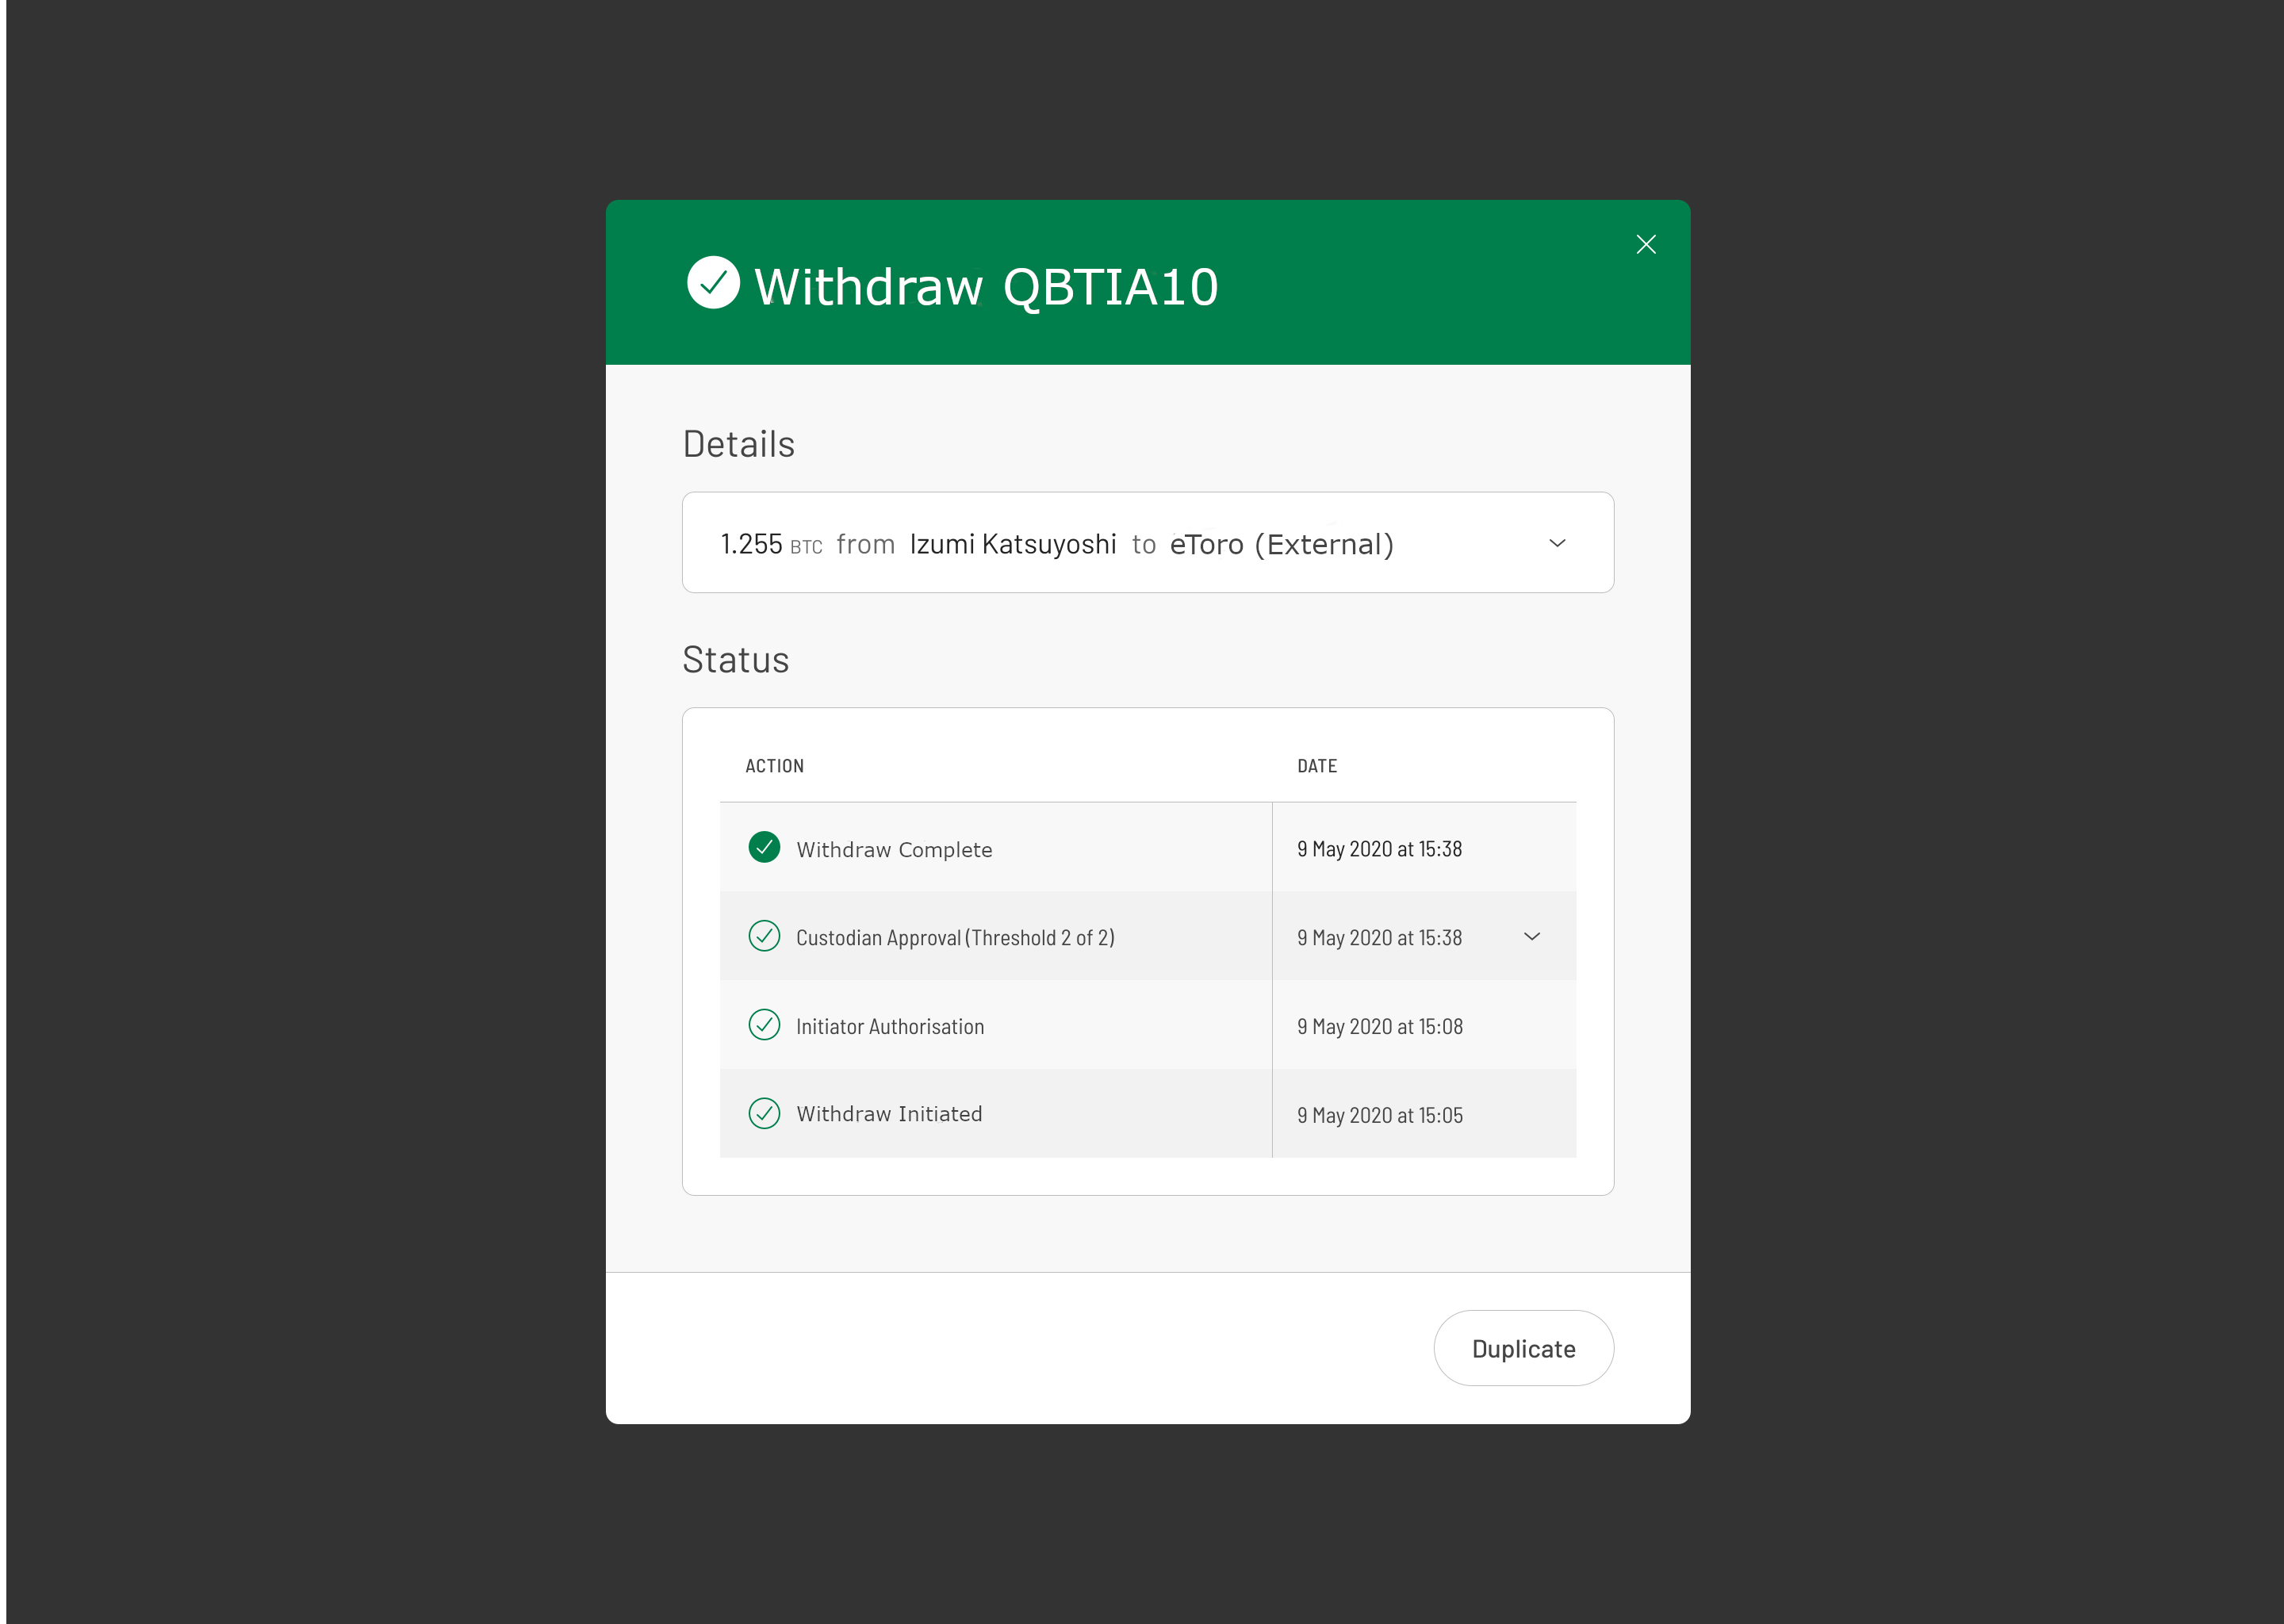 Withdraw QBTIA10
Details
1.255 BTC from Izumi Katsuyoshi to eToro (External)
Status
ACTION DATE
Withdraw Complete 9 May 2020 at 15:38
Custodian Approval (Threshold 2 of 2) 9 May 2020 at 15:38
Initiator Authorisation 9 May 2020 at 15:08
Withdraw Initiated 9 May 2020 at 15:05
Duplicate